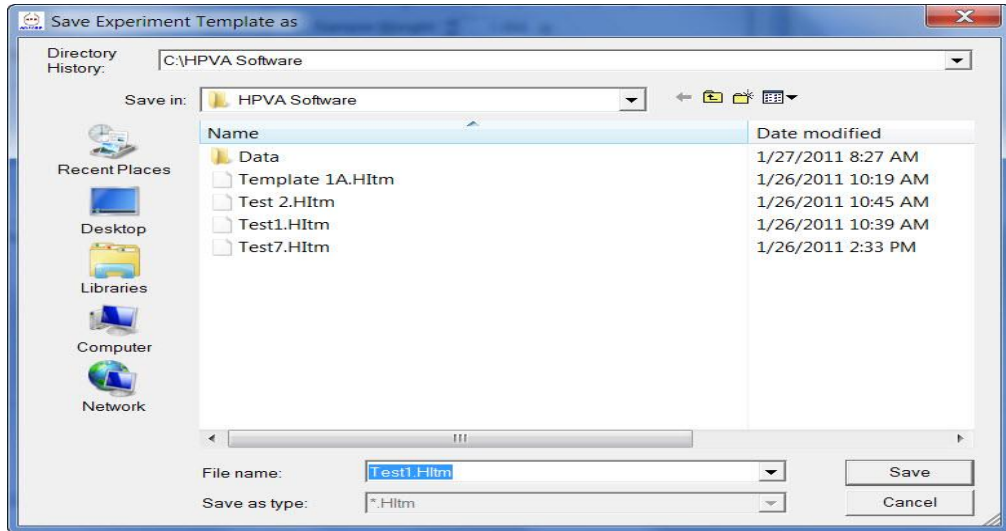 Save Experiment Template as
Directory History: C:\HPVA Software
Save in: HPVA Software
Name Date modified
Data 1/27/2011 8:27 AM
Template 1A.HItm 1/26/2011 10:19 AM
Test 2.HItm 1/26/2011 10:45 AM
Test1.HItm 1/26/2011 10:39 AM
Test7.HItm 1/26/2011 2:33 PM
Recent Places
Desktop
Libraries
Computer
Network
File name: Test1.HItm Save
Save as type: *.HItm Cancel